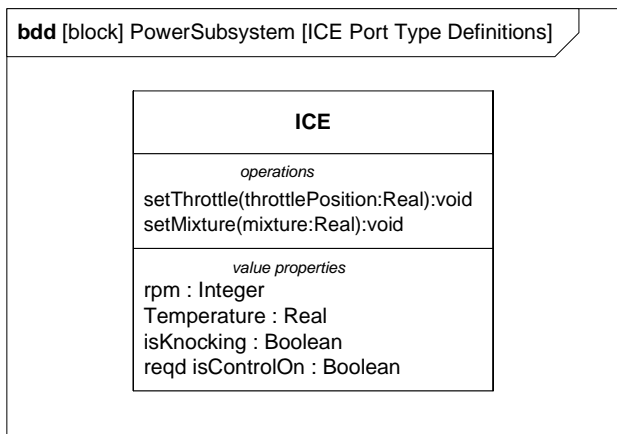 bdd [block] PowerSubsystem [ICE Port Type Definitions]
ICE
operations
setThrottle(throttlePosition:Real):void
setMixture(mixture:Real):void
value properties
rpm : Integer
Temperature : Real
isKnocking : Boolean
reqd isControlOn : Boolean